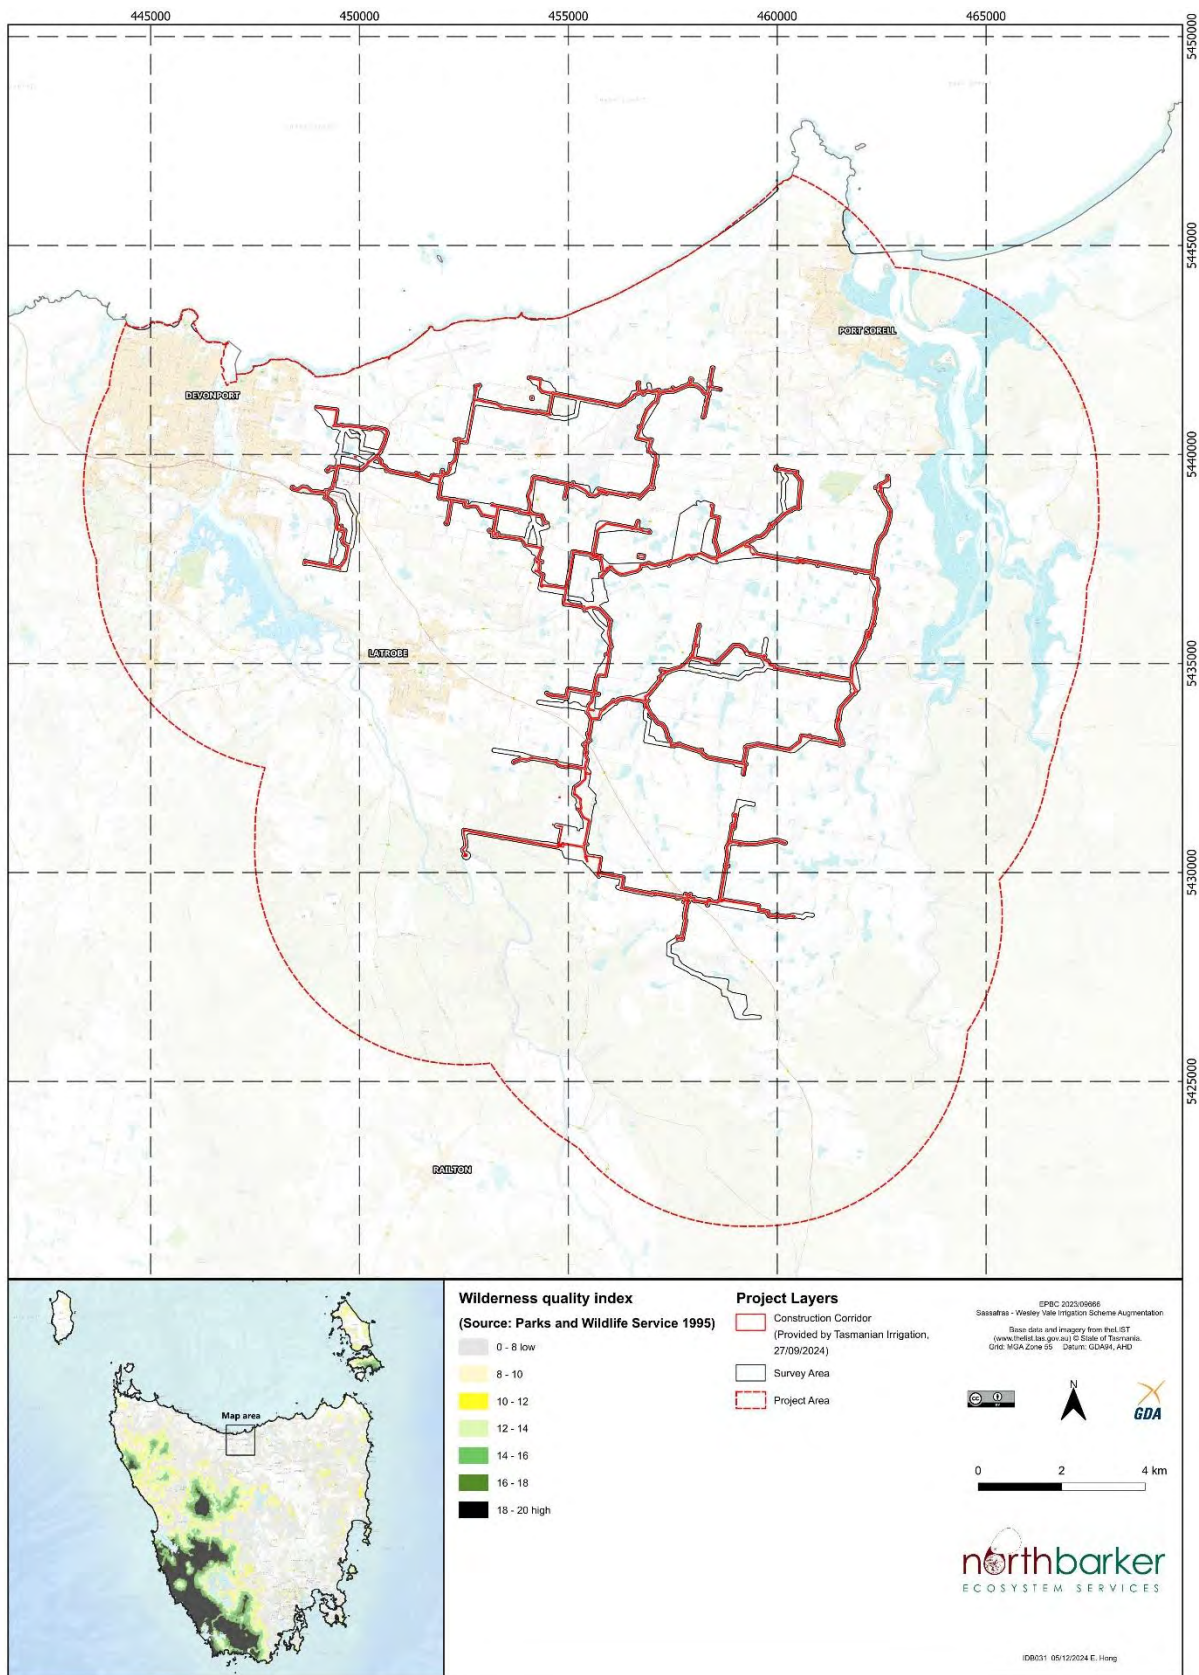 445000
450000
455000
460000
465000
5450000
5445000
5440000
5435000
5430000
5425000
PORT SORELL
DEVONPORT
LATROBE
RAILTON
Map area
Wilderness quality index
(Source: Parks and Wildlife Service 1995)
0 - 8 low
8 - 10
10 - 12
12 - 14
14 - 16
16 - 18
18 - 20 high
Project Layers
Construction Corridor
(Provided by Tasmanian Irrigation,
27/09/2024)
Survey Area
Project Area
EPBC 2023/09666
Sassafras - Wesley Vale Irrigation Scheme Augmentation
Base data and imagery from theLIST
(www.thelist.tas.gov.au) © State of Tasmania.
Grid: MGA Zone 55 Datum: GDA94, AHD
cc
BY
N
GDA
0 2 4 km
northbarker
ECOSYSTEM SERVICES
IDB031 05/12/2024 E. Hong